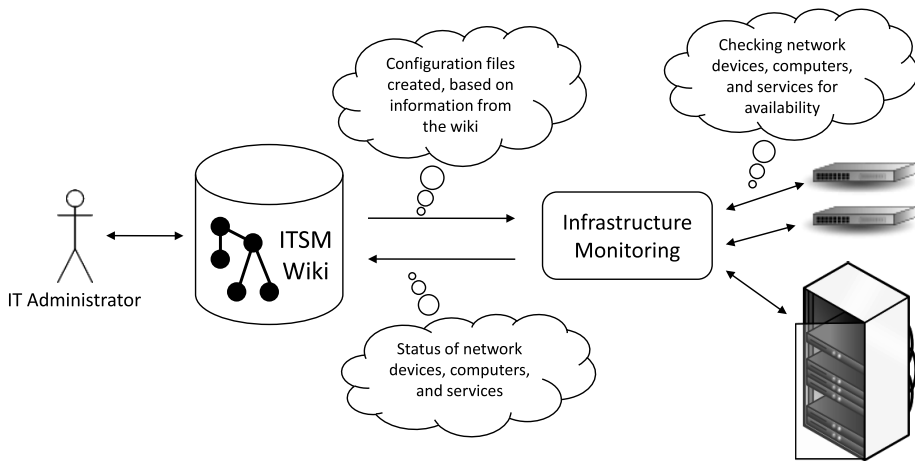 Configuration files
created, based on
information from
the wiki
Checking network
devices, computers,
and services for
availability
IT Administrator
ITSM
Wiki
Infrastructure
Monitoring
Status of network
devices, computers,
and services